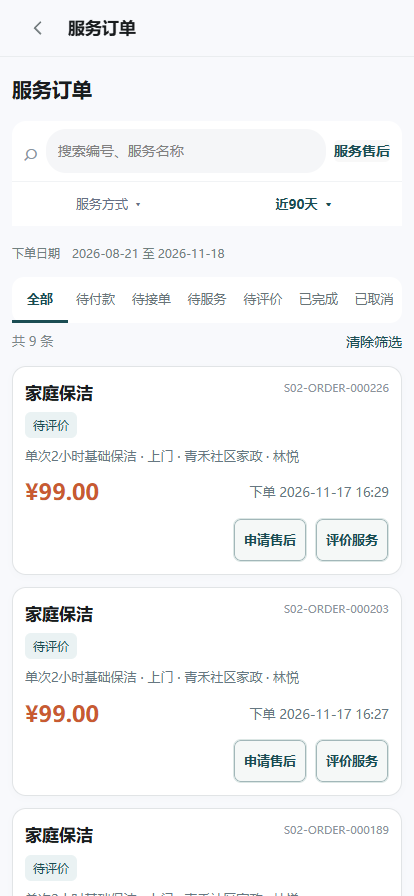 服务订单
服务订单
搜索编号、服务名称 服务售后
服务方式 近90天
下单日期 2026-08-21 至 2026-11-18
全部 待付款 待接单 待服务 待评价 已完成 已取消
共 9 条 清除筛选
家庭保洁 S02-ORDER-000226
待评价
单次2小时基础保洁 · 上门 · 青禾社区家政 · 林悦
¥99.00 下单 2026-11-17 16:29
申请售后 评价服务
家庭保洁 S02-ORDER-000203
待评价
单次2小时基础保洁 · 上门 · 青禾社区家政 · 林悦
¥99.00 下单 2026-11-17 16:27
申请售后 评价服务
家庭保洁 S02-ORDER-000189
待评价